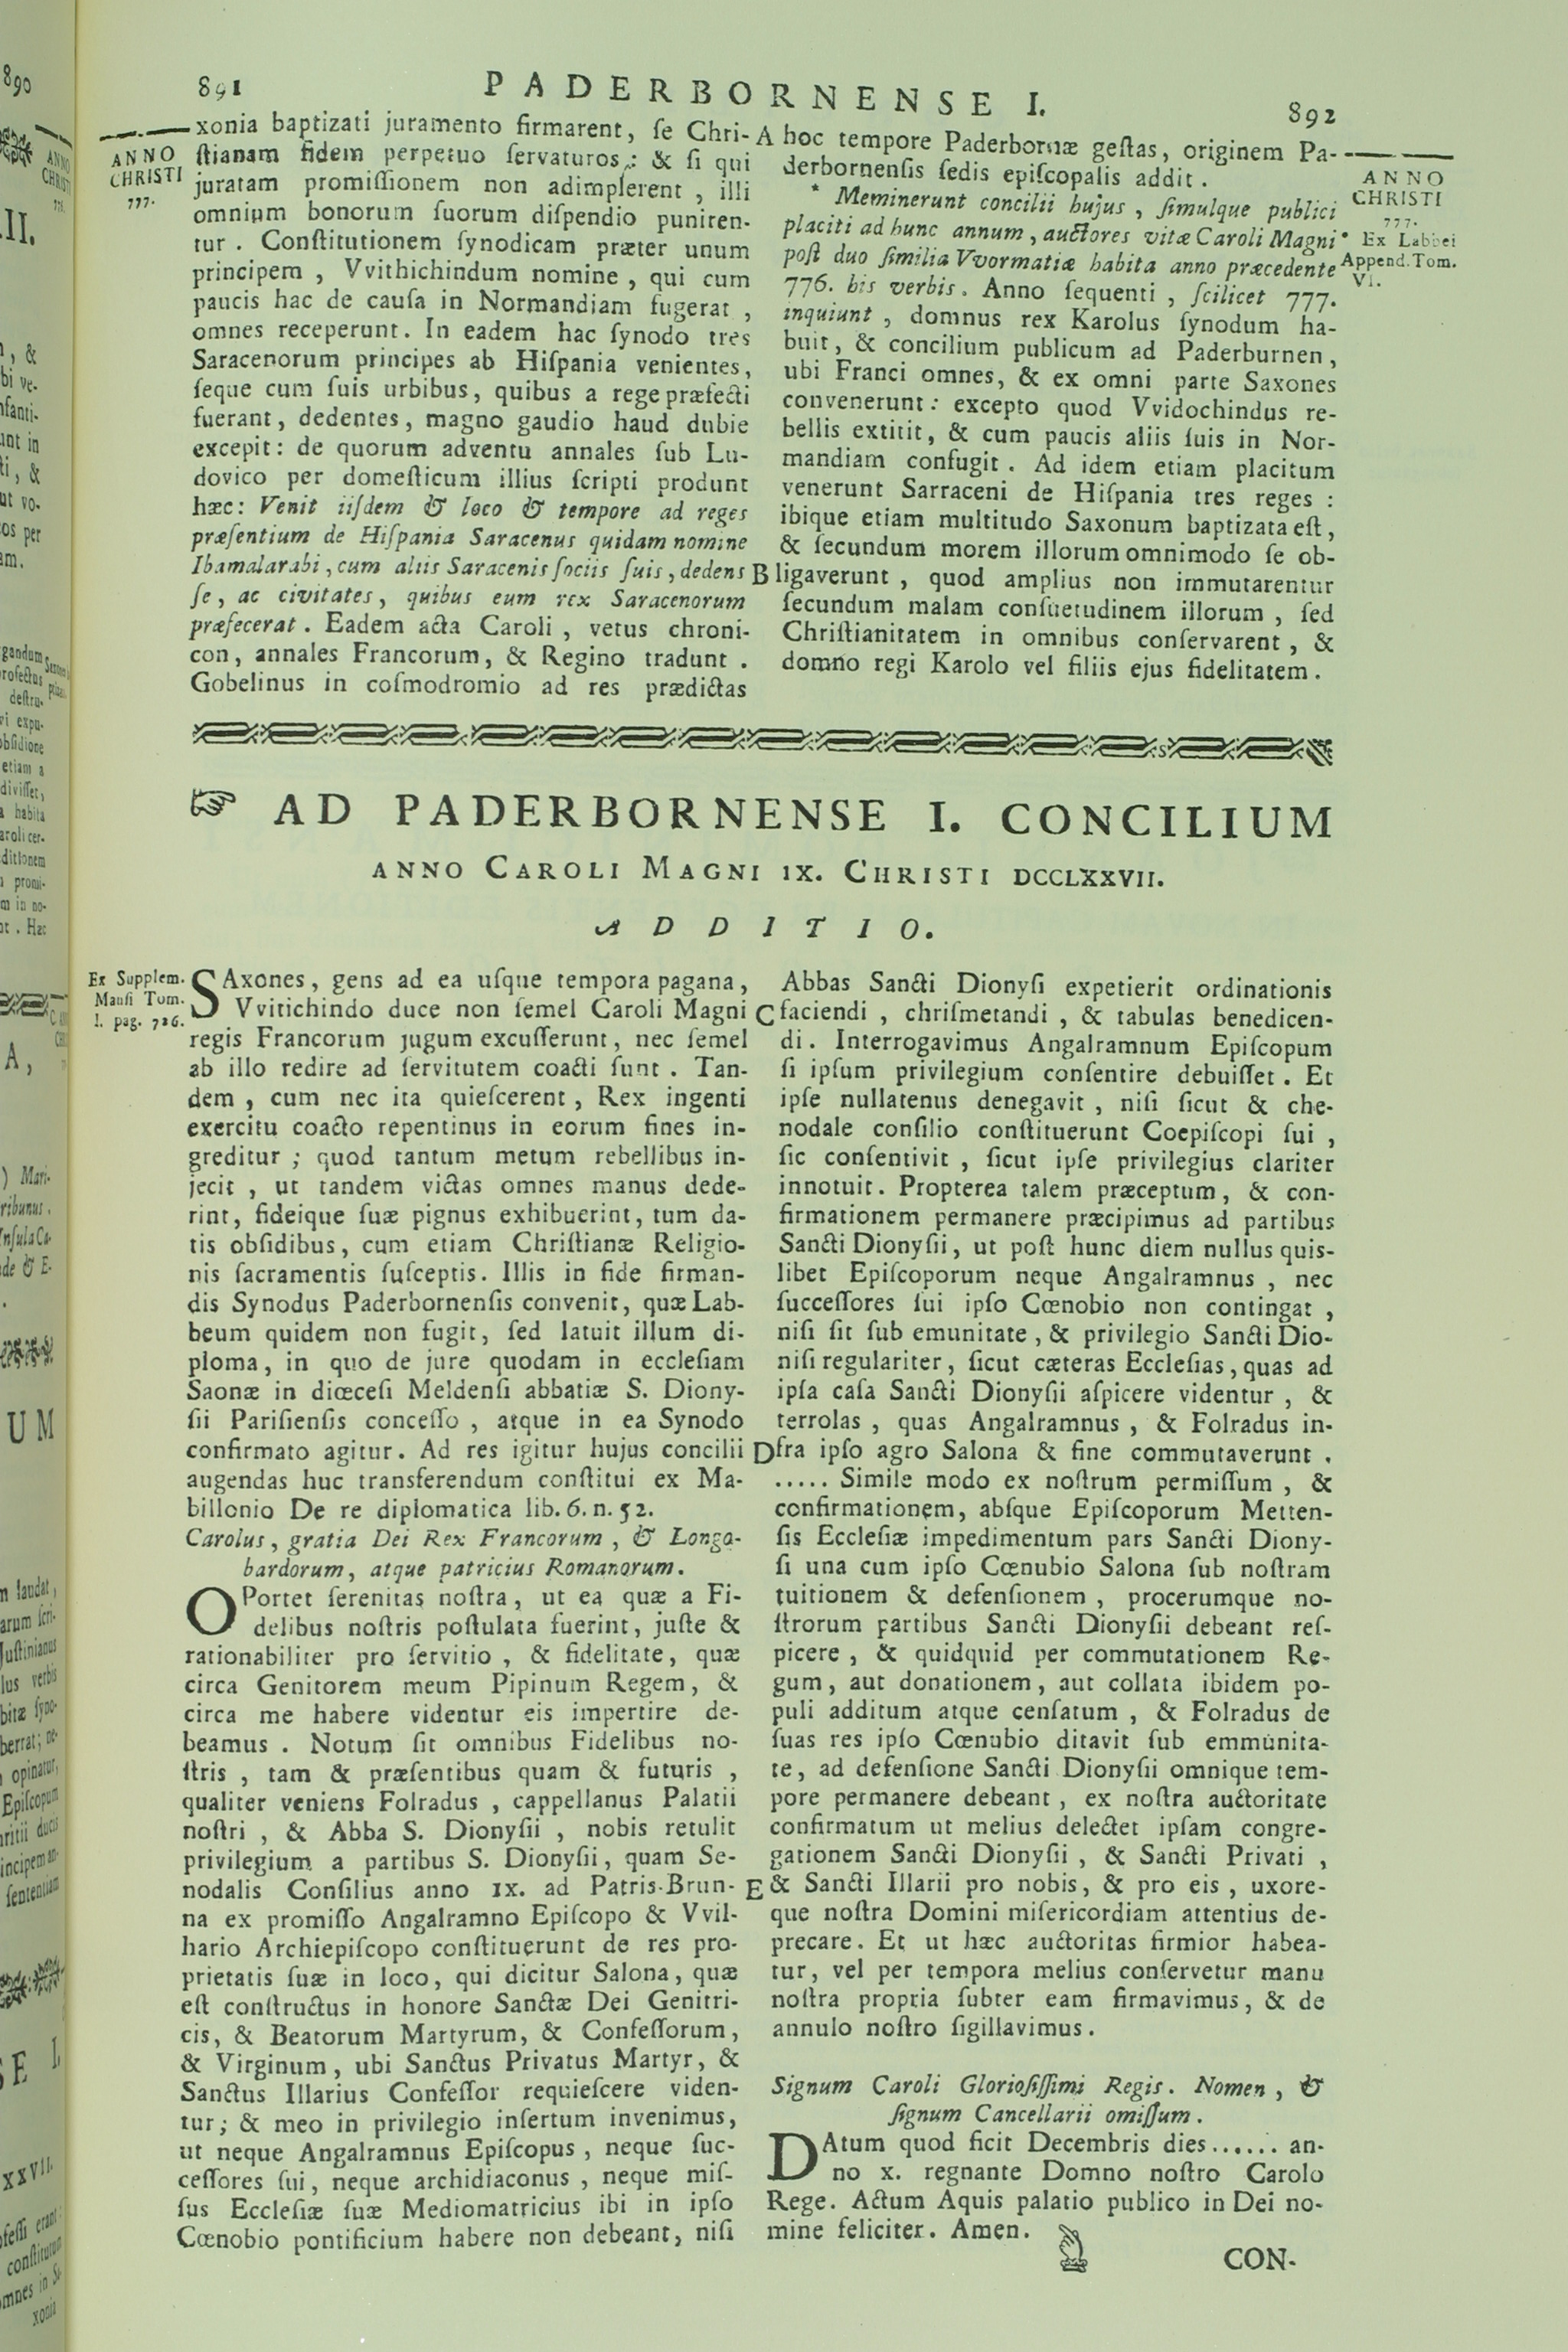 891
PADERBORNENSE I.
892
ANNO
CHRISTI
777.
xonia baptizati juramento firmarent, ſe Chri-
ſtianam fidem perpetuo ſervaturos: & ſi qui
juratam promiſſionem non adimplerent, illi
omnium bonorum ſuorum diſpendio puniren-
tur. Conſtitutionem ſynodicam præter unum
principem, Vvithichindum nomine, qui cum
paucis hac de cauſa in Normandiam fugerat,
omnes receperunt. In eadem hac ſynodo tres
Saracenorum principes ab Hiſpania venientes,
ſeque cum ſuis urbibus, quibus a rege præfecti
fuerant, dedentes, magno gaudio haud dubie
excepit: de quorum adventu annales ſub Lu-
dovico per domeſticum illius ſcripti produnt
hæc: Venit iiſdem & loco & tempore ad reges
præſentium de Hiſpania Saracenus quidam nomine
Ibamalarabi, cum aliis Saracenis ſociis ſuis, dedens
ſe, ac civitates, quibus eum rex Saracenorum
præfecerat. Eadem acta Caroli, vetus chroni-
con, annales Francorum, & Regino tradunt.
Gobelinus in coſmodromio ad res prædictas
A hoc tempore Paderbornæ geſtas, originem Pa-
derbornenſis ſedis epiſcopalis addit.
* Meminerunt concilii hujus, ſimulque publici
placiti ad hunc annum, auctores vitæ Caroli Magni
poſt duo ſimilia Vvormatiæ habita anno præcedente
776. his verbis. Anno ſequenti, ſcilicet 777.
inquiunt, domnus rex Karolus ſynodum ha-
buit, & concilium publicum ad Paderburnen,
ubi Franci omnes, & ex omni parte Saxones
convenerunt: excepto quod Vvidochindus re-
bellis extitit, & cum paucis aliis ſuis in Nor-
mandiam confugit. Ad idem etiam placitum
venerunt Sarraceni de Hiſpania tres reges:
ibique etiam multitudo Saxonum baptizata eſt,
& ſecundum morem illorum omnimodo ſe ob-
B ligaverunt, quod amplius non immutarentur
ſecundum malam conſuetudinem illorum, ſed
Chriſtianitatem in omnibus conſervarent, &
domno regi Karolo vel filiis ejus fidelitatem.
ANNO
CHRISTI
777.
* Ex Labbei
Append. Tom.
VI.
☞ AD PADERBORNENSE I. CONCILIUM
ANNO CAROLI MAGNI IX. CHRISTI DCCLXXVII.
ADDITIO.
Ex Supplem.
Manſi Tom.
I. pag. 726.
SAxones, gens ad ea uſque tempora pagana,
Vvitichindo duce non ſemel Caroli Magni
regis Francorum jugum excuſſerunt, nec ſemel
ab illo redire ad ſervitutem coacti ſunt. Tan-
dem, cum nec ita quieſcerent, Rex ingenti
exercitu coacto repentinus in eorum fines in-
greditur; quod tantum metum rebellibus in-
jecit, ut tandem victas omnes manus dede-
rint, fideique ſuæ pignus exhibuerint, tum da-
tis obſidibus, cum etiam Chriſtianæ Religio-
nis ſacramentis ſuſceptis. Illis in fide firman-
dis Synodus Paderbornenſis convenit, quæ Lab-
beum quidem non fugit, ſed latuit illum di-
ploma, in quo de jure quodam in eccleſiam
Saonæ in diœceſi Meldenſi abbatiæ S. Diony-
ſii Pariſienſis conceſſo, atque in ea Synodo
confirmato agitur. Ad res igitur hujus concilii
augendas huc transferendum conſtitui ex Ma-
billonio De re diplomatica lib. 6. n. 52.
Carolus, gratia Dei Rex Francorum, & Longo-
bardorum, atque patricius Romanorum.
OPortet ſerenitas noſtra, ut ea quæ a Fi-
delibus noſtris poſtulata fuerint, juſte &
rationabiliter pro ſervitio, & fidelitate, quæ
circa Genitorem meum Pipinum Regem, &
circa me habere videntur eis impertire de-
beamus. Notum ſit omnibus Fidelibus no-
ſtris, tam & præſentibus quam & futuris,
qualiter veniens Folradus, cappellanus Palatii
noſtri, & Abba S. Dionyſii, nobis retulit
privilegium a partibus S. Dionyſii, quam Se-
nodalis Conſilius anno IX. ad Patris-Brun-
na ex promiſſo Angalramno Epiſcopo & Vvil-
hario Archiepiſcopo conſtituerunt de res pro-
prietatis ſuæ in loco, qui dicitur Salona, quæ
eſt conſtructus in honore Sanctæ Dei Genitri-
cis, & Beatorum Martyrum, & Confeſſorum,
& Virginum, ubi Sanctus Privatus Martyr, &
Sanctus Illarius Confeſſor requieſcere viden-
tur; & meo in privilegio inſertum invenimus,
ut neque Angalramnus Epiſcopus, neque ſuc-
ceſſores ſui, neque archidiaconus, neque miſ-
ſus Eccleſiæ ſuæ Mediomatricius ibi in ipſo
Cœnobio pontificium habere non debeant, niſi
Abbas Sancti Dionyſi expetierit ordinationis
C faciendi, chriſmetandi, & tabulas benedicen-
di. Interrogavimus Angalramnum Epiſcopum
ſi ipſum privilegium conſentire debuiſſet. Et
ipſe nullatenus denegavit, niſi ſicut & che-
nodale conſilio conſtituerunt Coepiſcopi ſui,
ſic conſentivit, ſicut ipſe privilegius clariter
innotuit. Propterea talem præceptum, & con-
firmationem permanere præcipimus ad partibus
Sancti Dionyſii, ut poſt hunc diem nullus quis-
libet Epiſcoporum neque Angalramnus, nec
ſucceſſores ſui ipſo Cœnobio non contingat,
niſi ſit ſub emunitate, & privilegio Sancti Dio-
niſi regulariter, ſicut cæteras Eccleſias, quas ad
ipſa caſa Sancti Dionyſii aſpicere videntur, &
terrolas, quas Angalramnus, & Folradus in-
D fra ipſo agro Salona & fine commutaverunt.
..... Simile modo ex noſtrum permiſſum, &
confirmationem, abſque Epiſcoporum Metten-
ſis Eccleſiæ impedimentum pars Sancti Diony-
ſi una cum ipſo Cœnubio Salona ſub noſtram
tuitionem & defenſionem, procerumque no-
ſtrorum partibus Sancti Dionyſii debeant reſ-
picere, & quidquid per commutationem Re-
gum, aut donationem, aut collata ibidem po-
puli additum atque cenſatum, & Folradus de
ſuas res ipſo Cœnubio ditavit ſub emmunita-
te, ad defenſione Sancti Dionyſii omnique tem-
pore permanere debeant, ex noſtra auctoritate
confirmatum ut melius delectet ipſam congre-
gationem Sancti Dionyſii, & Sancti Privati,
E & Sancti Illarii pro nobis, & pro eis, uxore-
que noſtra Domini miſericordiam attentius de-
precare. Et ut hæc auctoritas firmior habea-
tur, vel per tempora melius conſervetur manu
noſtra propria ſubter eam firmavimus, & de
annulo noſtro ſigillavimus.
Signum Caroli Glorioſiſſimi Regis. Nomen, &
ſignum Cancellarii omiſſum.
DAtum quod ficit Decembris dies...... an-
no x. regnante Domno noſtro Carolo
Rege. Actum Aquis palatio publico in Dei no-
mine feliciter. Amen.
CON-